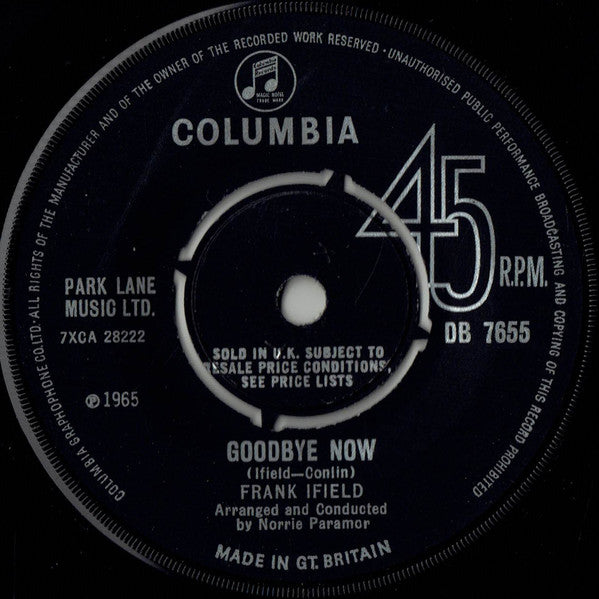 COLUMBIA GRAPHOPHONE CO. LTD.·ALL RIGHTS OF THE MANUFACTURER AND OF THE OWNER OF THE RECORDED WORK RESERVED · UNAUTHORISED PUBLIC PERFORMANCE BROADCASTING AND COPYING OF THIS RECORD PROHIBITED
Columbia
Records
MAGIC NOTES
TRADE MARK
COLUMBIA
45
R.P.M.
PARK LANE
MUSIC LTD.
7XCA 28222
DB 7655
SOLD IN U.K. SUBJECT TO
RESALE PRICE CONDITIONS,
SEE PRICE LISTS
℗ 1965
GOODBYE NOW
(Ifield—Conlin)
FRANK IFIELD
Arranged and Conducted
by Norrie Paramor
MADE IN GT. BRITAIN